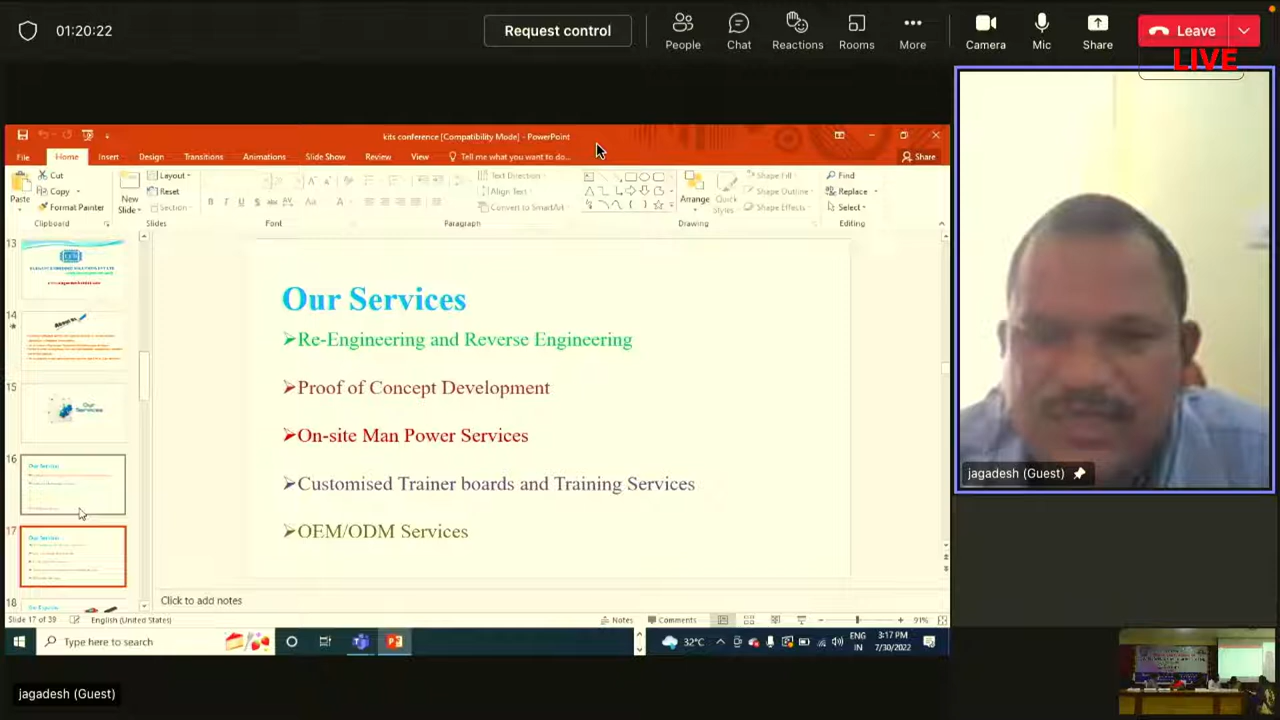 01:20:22
Request control
People
Chat
Reactions
Rooms
More
Camera
Mic
Share
Leave
LIVE
kits conference [Compatibility Mode] - PowerPoint
File
Home
Insert
Design
Transitions
Animations
Slide Show
Review
View
Tell me what you want to do...
Share
Cut
Copy
Format Painter
Paste
Clipboard
New
Slide
Layout
Reset
Section
Slides
Font
Text Direction
Align Text
Convert to SmartArt
Paragraph
Arrange
Quick
Styles
Shape Fill
Shape Outline
Shape Effects
Drawing
Find
Replace
Select
Editing
13
14
15
Our
Services
16
Our Services
17
Our Services
18
Our Services
➢Re-Engineering and Reverse Engineering
➢Proof of Concept Development
➢On-site Man Power Services
➢Customised Trainer boards and Training Services
➢OEM/ODM Services
Click to add notes
Slide 17 of 39
English (United States)
Notes
Comments
91%
Type here to search
32°C
ENG
IN
3:17 PM
7/30/2022
jagadesh (Guest)
jagadesh (Guest)